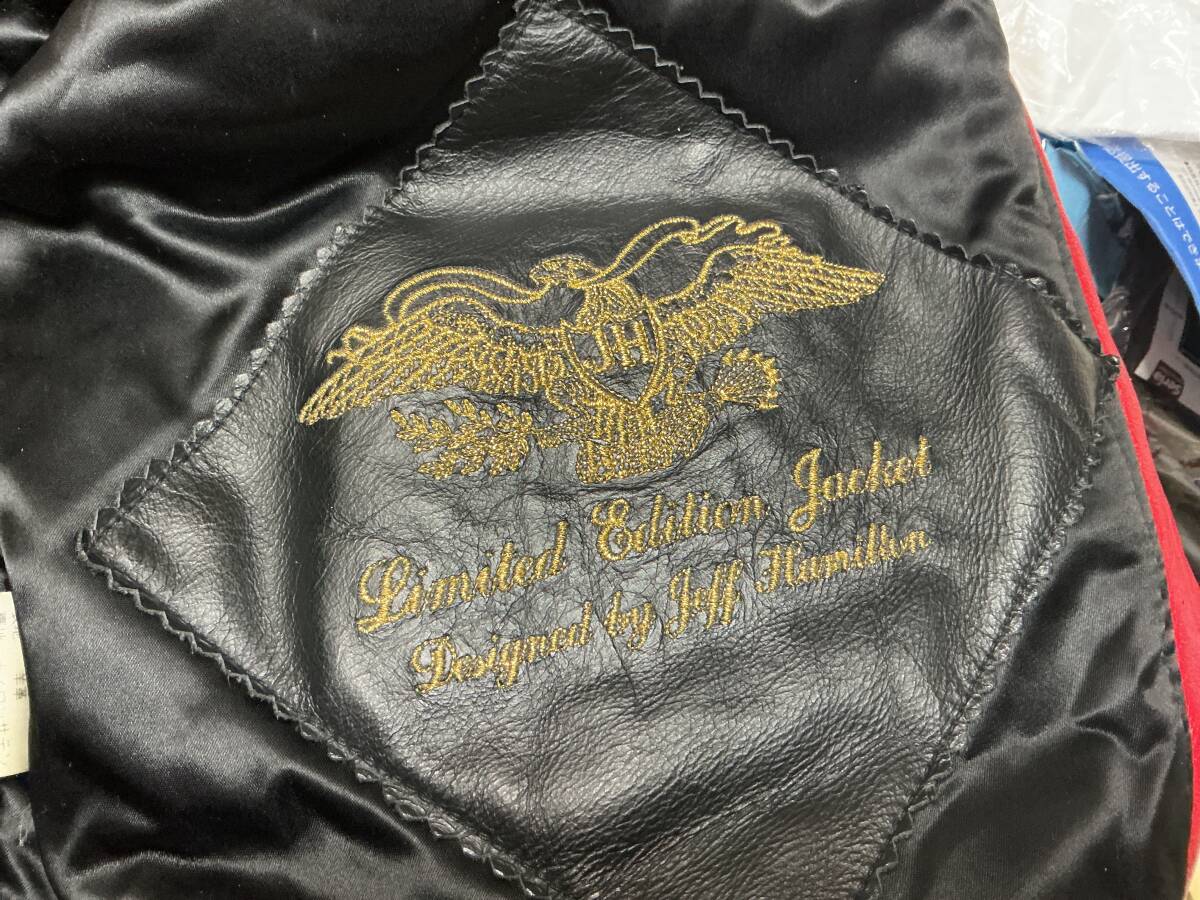 JH
Limited Edition Jacket
Designed by Jeff Hamilton